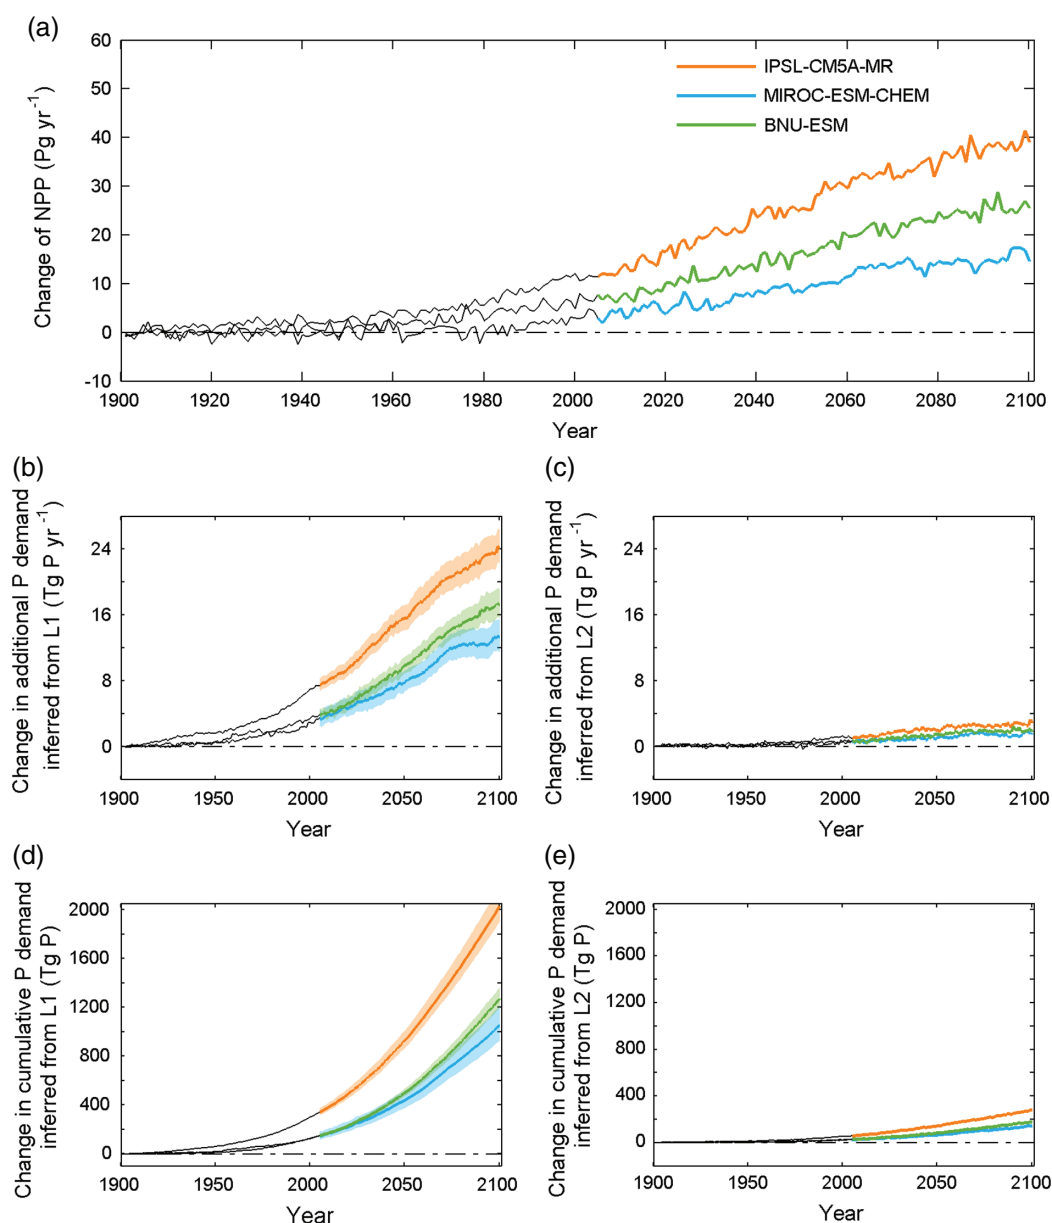 (a)
Change of NPP (Pg yr⁻¹)
60
50
40
30
20
10
0
-10
IPSL-CM5A-MR
MIROC-ESM-CHEM
BNU-ESM
1900 1920 1940 1960 1980 2000 2020 2040 2060 2080 2100
Year
(b)
Change in additional P demand
inferred from L1 (Tg P yr⁻¹)
24
16
8
0
1900 1950 2000 2050 2100
Year
(c)
Change in additional P demand
inferred from L2 (Tg P yr⁻¹)
24
16
8
0
1900 1950 2000 2050 2100
Year
(d)
Change in cumulative P demand
inferred from L1 (Tg P)
2000
1600
1200
800
400
0
1900 1950 2000 2050 2100
Year
(e)
Change in cumulative P demand
inferred from L2 (Tg P)
2000
1600
1200
800
400
0
1900 1950 2000 2050 2100
Year